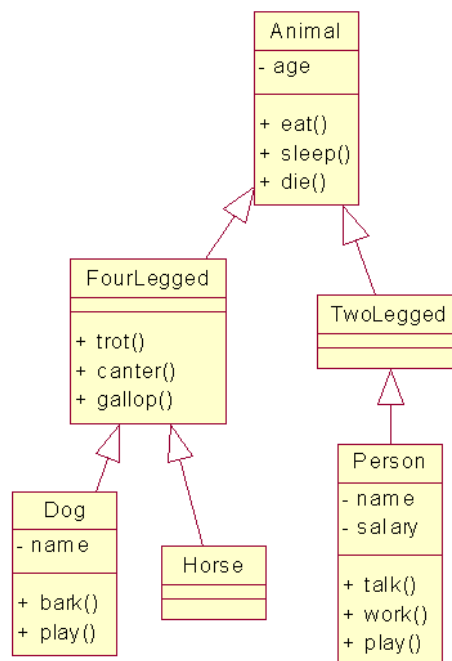 Animal
- age
+ eat()
+ sleep()
+ die()
FourLegged
+ trot()
+ canter()
+ gallop()
TwoLegged
Dog
- name
+ bark()
+ play()
Horse
Person
- name
- salary
+ talk()
+ work()
+ play()